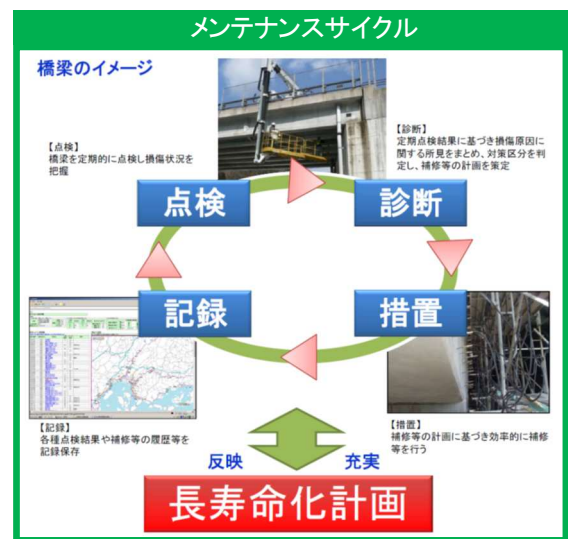 メンテナンスサイクル
橋梁のイメージ
【点検】
橋梁を定期的に点検し損傷状況を
把握
【診断】
定期点検結果に基づき損傷原因に
関する所見をまとめ、対策区分を判
定し、補修等の計画を策定
点検
診断
記録
措置
【記録】
各種点検結果や補修等の履歴等を
記録保存
【措置】
補修等の計画に基づき効率的に補修
等を行う
反映
充実
長寿命化計画